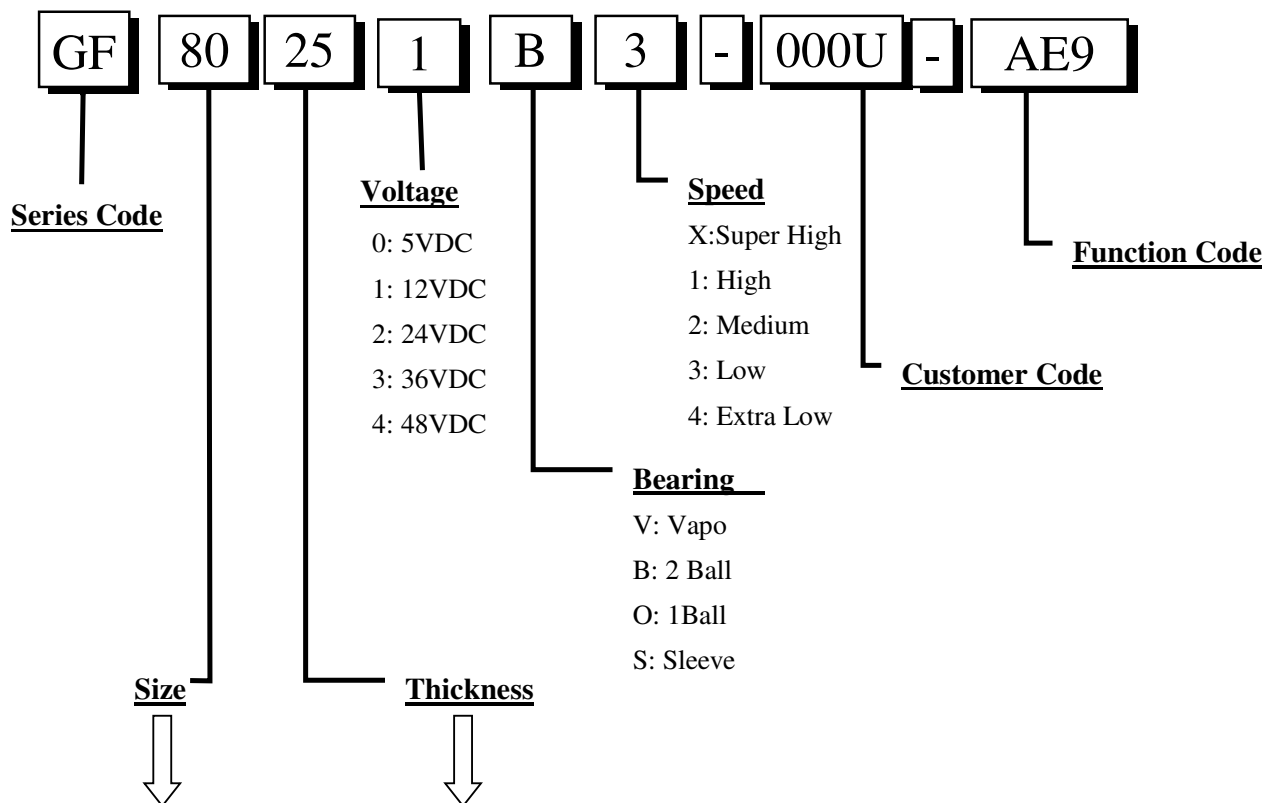 GF 80 25 1 B 3 - 000U - AE9
Series Code
Voltage
0: 5VDC
1: 12VDC
2: 24VDC
3: 36VDC
4: 48VDC
Speed
X:Super High
1: High
2: Medium
3: Low
4: Extra Low
Function Code
Customer Code
Bearing
V: Vapo
B: 2 Ball
O: 1Ball
S: Sleeve
Size
Thickness